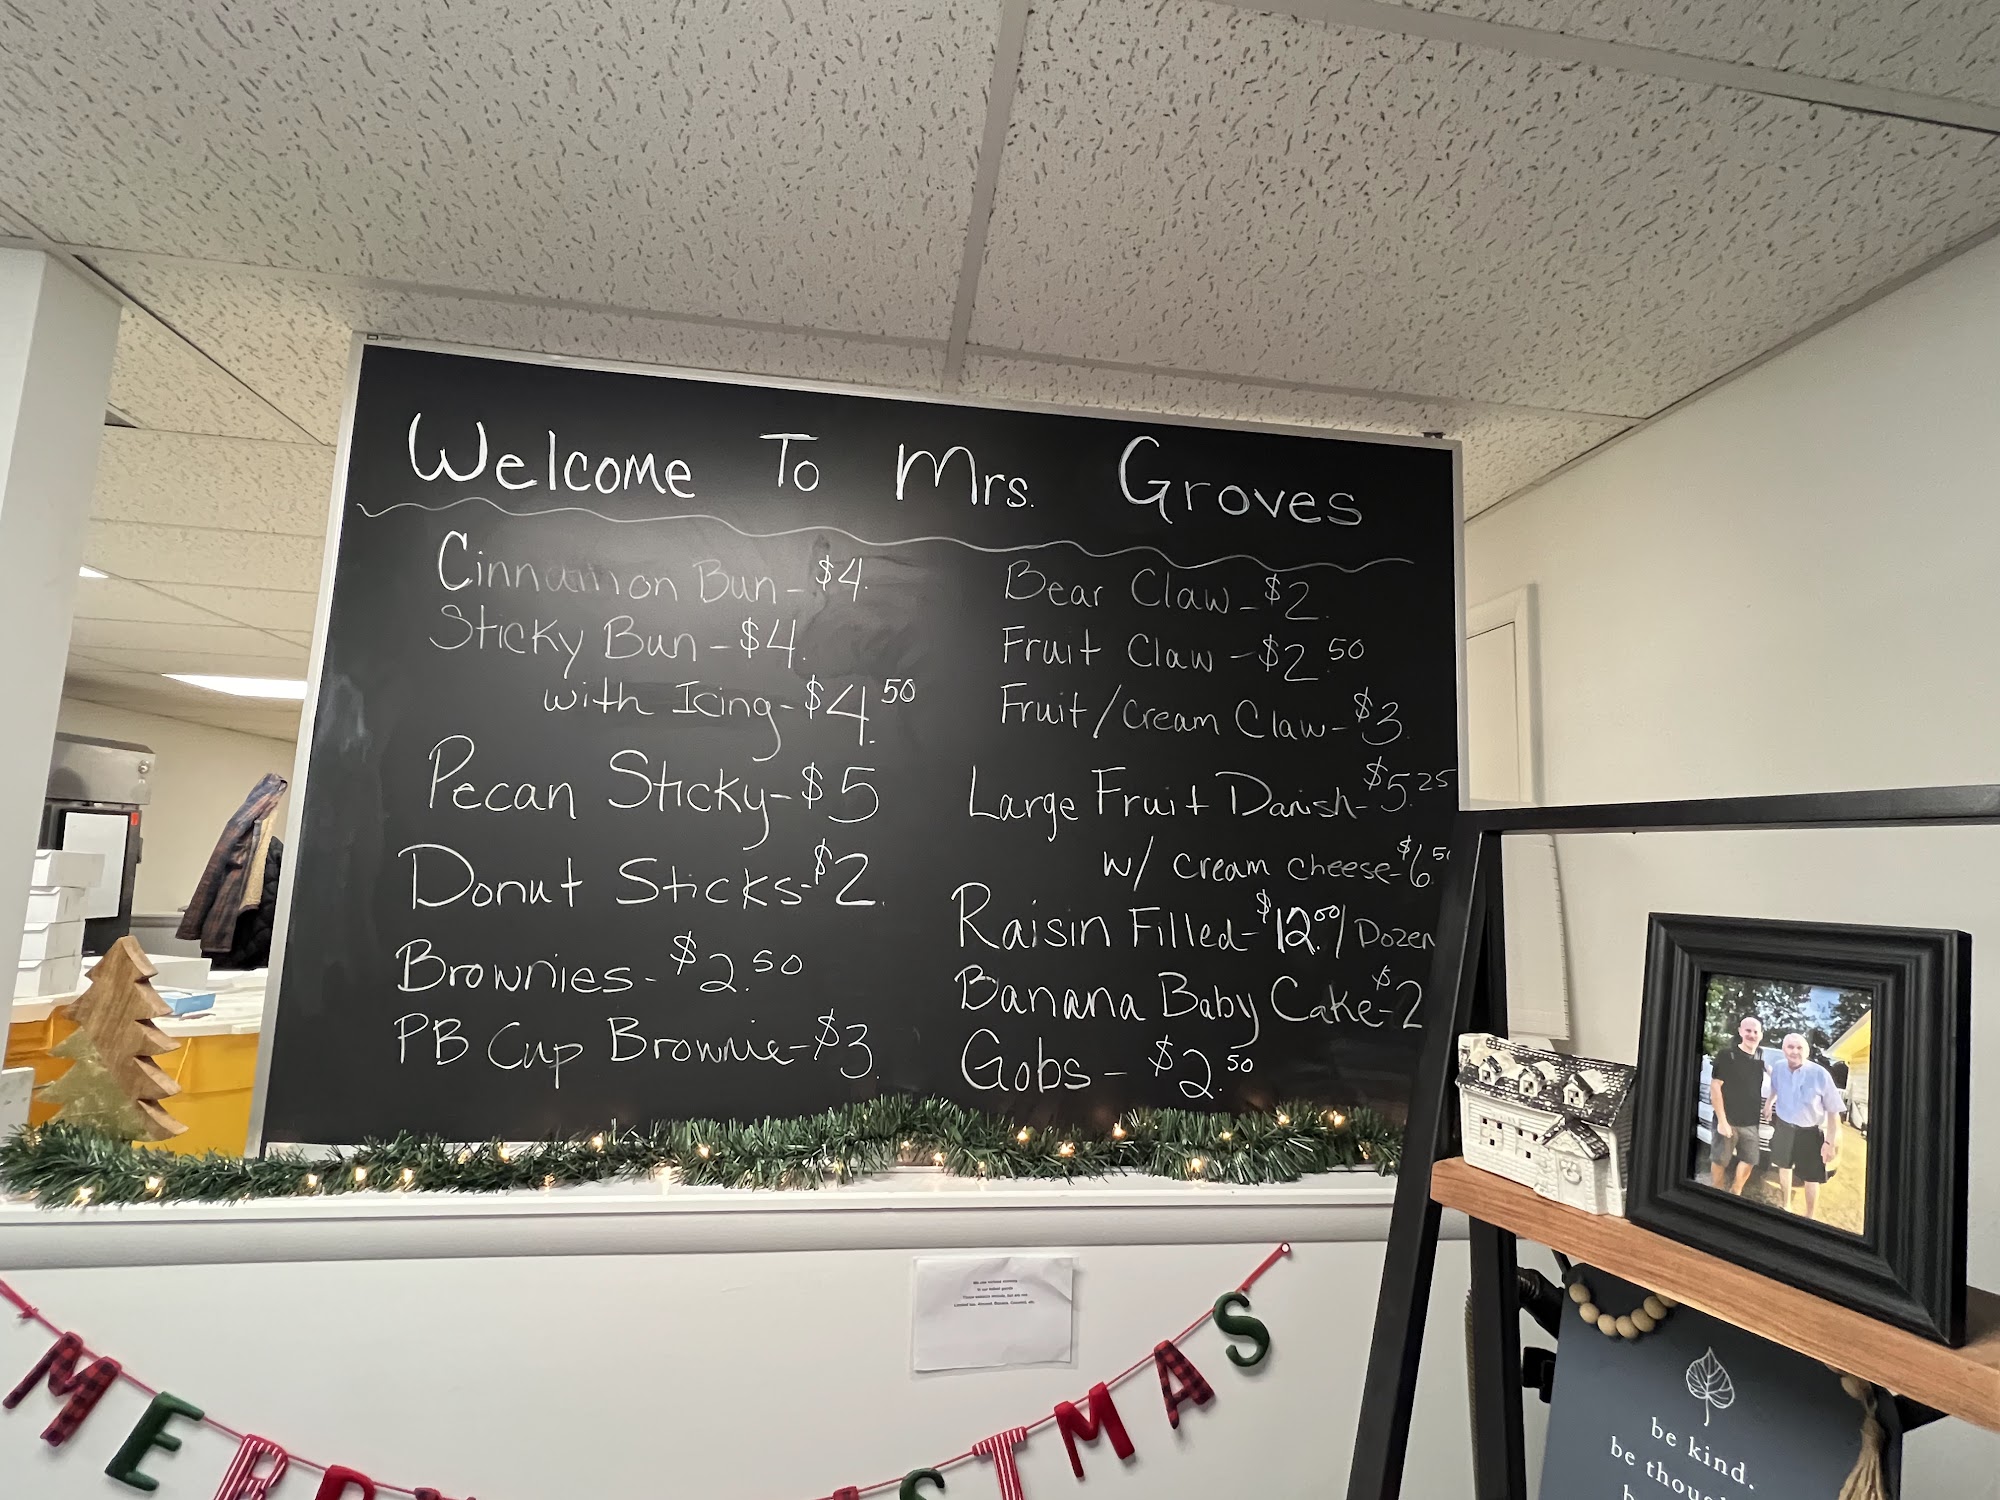 Welcome To Mrs. Groves
Cinnamon Bun - $4.
Sticky Bun - $4.
with Icing - $4.50
Pecan Sticky - $5
Donut Sticks - $2.
Brownies - $2.50
PB Cup Brownie - $3.
Bear Claw - $2.
Fruit Claw - $2.50
Fruit/Cream Claw - $3.
Large Fruit Danish - $5.25
w/ cream cheese - $6.5
Raisin Filled - $12.00/Dozen
Banana Baby Cake - $2
Gobs - $2.50
MER
STMAS
be kind.